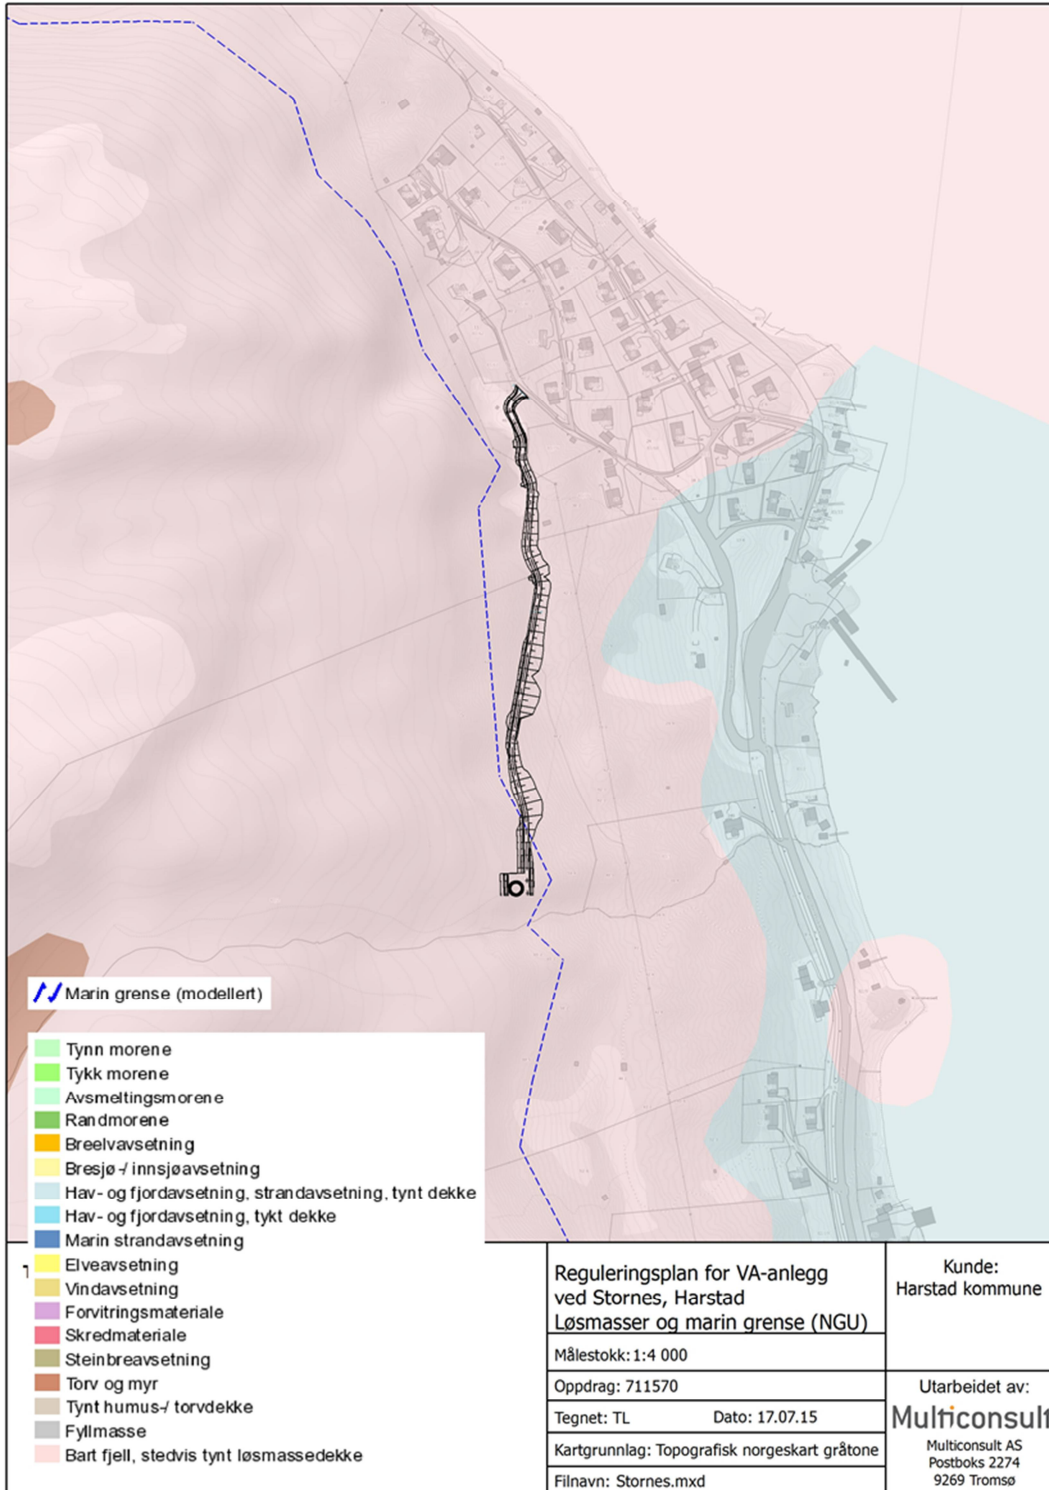 Marin grense (modellert)
Tynn morene
Tykk morene
Avsmeltingsmorene
Randmorene
Breelvavsetning
Bresjø-/ innsjøavsetning
Hav- og fjordavsetning, strandavsetning, tynt dekke
Hav- og fjordavsetning, tykt dekke
Marin strandavsetning
Elveavsetning
Vindavsetning
Forvitringsmateriale
Skredmateriale
Steinbreavsetning
Torv og myr
Tynt humus-/ torvdekke
Fyllmasse
Bart fjell, stedvis tynt løsmassedekke
Reguleringsplan for VA-anlegg
ved Stornes, Harstad
Løsmasser og marin grense (NGU)
Målestokk: 1:4 000
Oppdrag: 711570
Tegnet: TL Dato: 17.07.15
Kartgrunnlag: Topografisk norgeskart gråtone
Filnavn: Stornes.mxd
Kunde:
Harstad kommune
Utarbeidet av:
Multiconsult
Multiconsult AS
Postboks 2274
9269 Tromsø